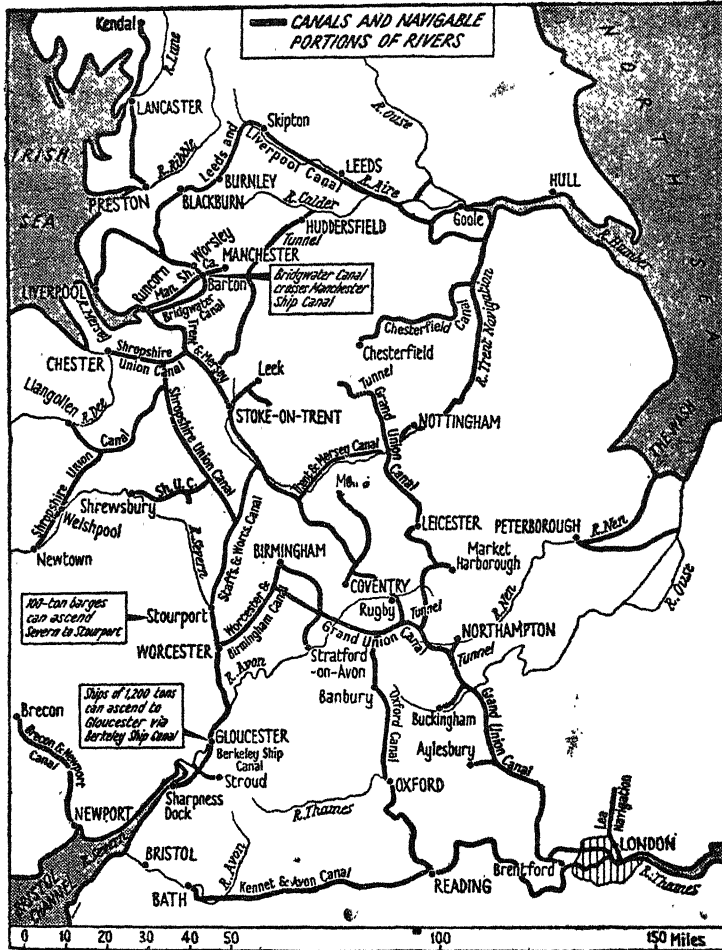 CANALS AND NAVIGABLE
PORTIONS OF RIVERS
Kendal
R. Lune
NORTH SEA
LANCASTER
R. Ouse
IRISH
SEA
Skipton
R. Ribble
Leeds and
Liverpool Canal
LEEDS
R. Aire
HULL
PRESTON
BURNLEY
BLACKBURN
R. Calder
HUDDERSFIELD
Tunnel
Goole
R. Humber
Worsley
MANCHESTER
Runcorn
Man. Sh. Ca.
Barton
Bridgwater Canal
crosses Manchester
Ship Canal
LIVERPOOL
R. Mersey
Bridgwater
Canal
Trent & Mersey
Chesterfield
Canal
Chesterfield
R. Trent Navigation
CHESTER
Shropshire
Union Canal
Leek
Tunnel
Llangollen
R. Dee
STOKE-ON-TRENT
Grand
Union
Canal
NOTTINGHAM
THE WASH
Shropshire Union
Canal
Shropshire Union Canal
Trent & Mersey Canal
Sh. U. C.
Shrewsbury
Welshpool
Newtown
R. Severn
Staffs. & Worcs. Canal
LEICESTER
PETERBOROUGH
R. Nen
Market
Harborough
BIRMINGHAM
COVENTRY
Rugby
Tunnel
R. Nen
R. Ouse
100-ton barges
can ascend
Severn to Stourport
Stourport
Worcester &
Birmingham Canal
Grand Union Canal
NORTHAMPTON
Tunnel
WORCESTER
R. Avon
Stratford
-on-Avon
Banbury
Ships of 1,200 tons
can ascend to
Gloucester via
Berkeley Ship Canal
Brecon
Brecon & Newport
Canal
Oxford Canal
Buckingham
Grand
Union Canal
GLOUCESTER
Berkeley Ship
Canal
Aylesbury
Stroud
Sharpness
Dock
OXFORD
Lea
Navigation
NEWPORT
R. Severn
R. Thames
LONDON
BRISTOL
R. Avon
Brentford
R. Thames
BRISTOL
CHANNEL
BATH
Kennet & Avon Canal
READING
0 10 30 50 100 150 Miles